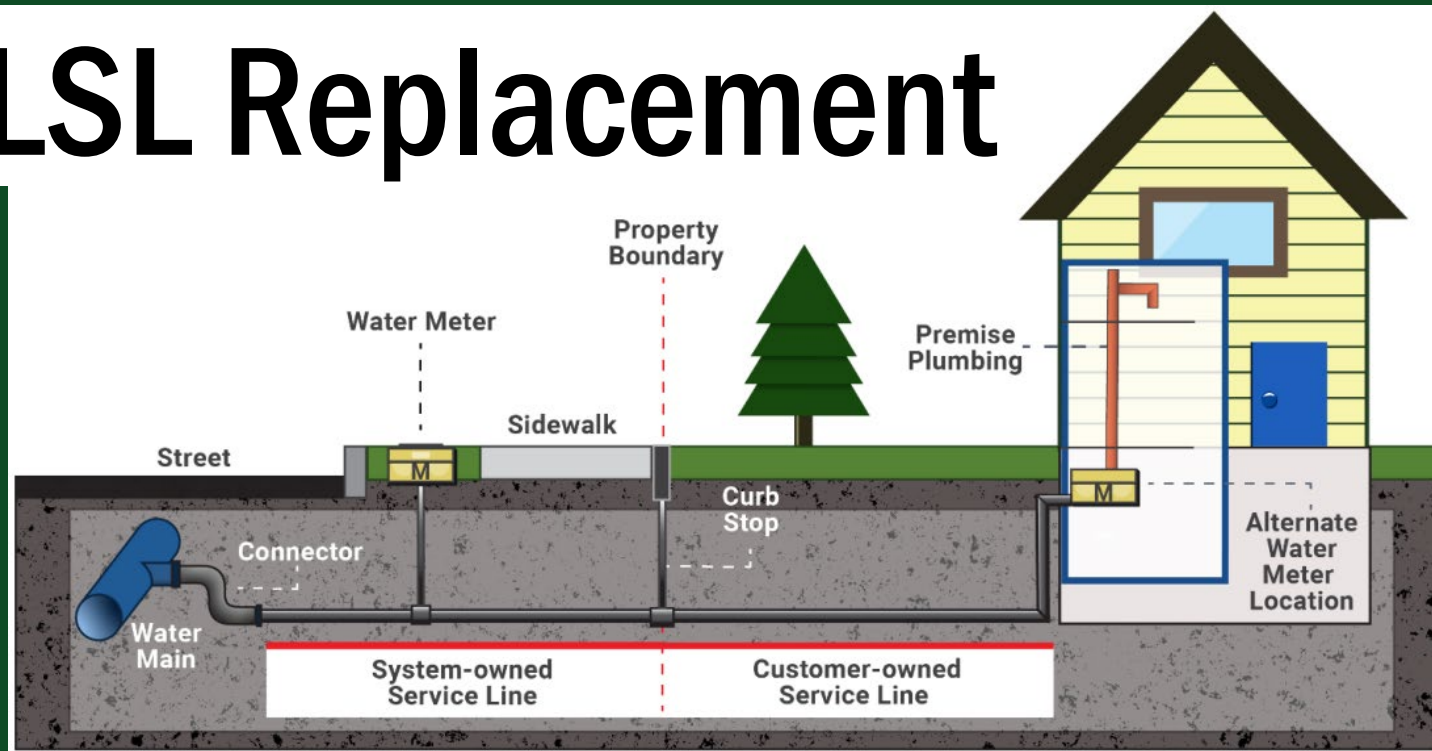 LSL Replacement
Property
Boundary
Water Meter
Premise
Plumbing
Sidewalk
Street
M
Curb
Stop
M
Connector
Alternate
Water
Meter
Location
Water
Main
System-owned
Service Line
Customer-owned
Service Line